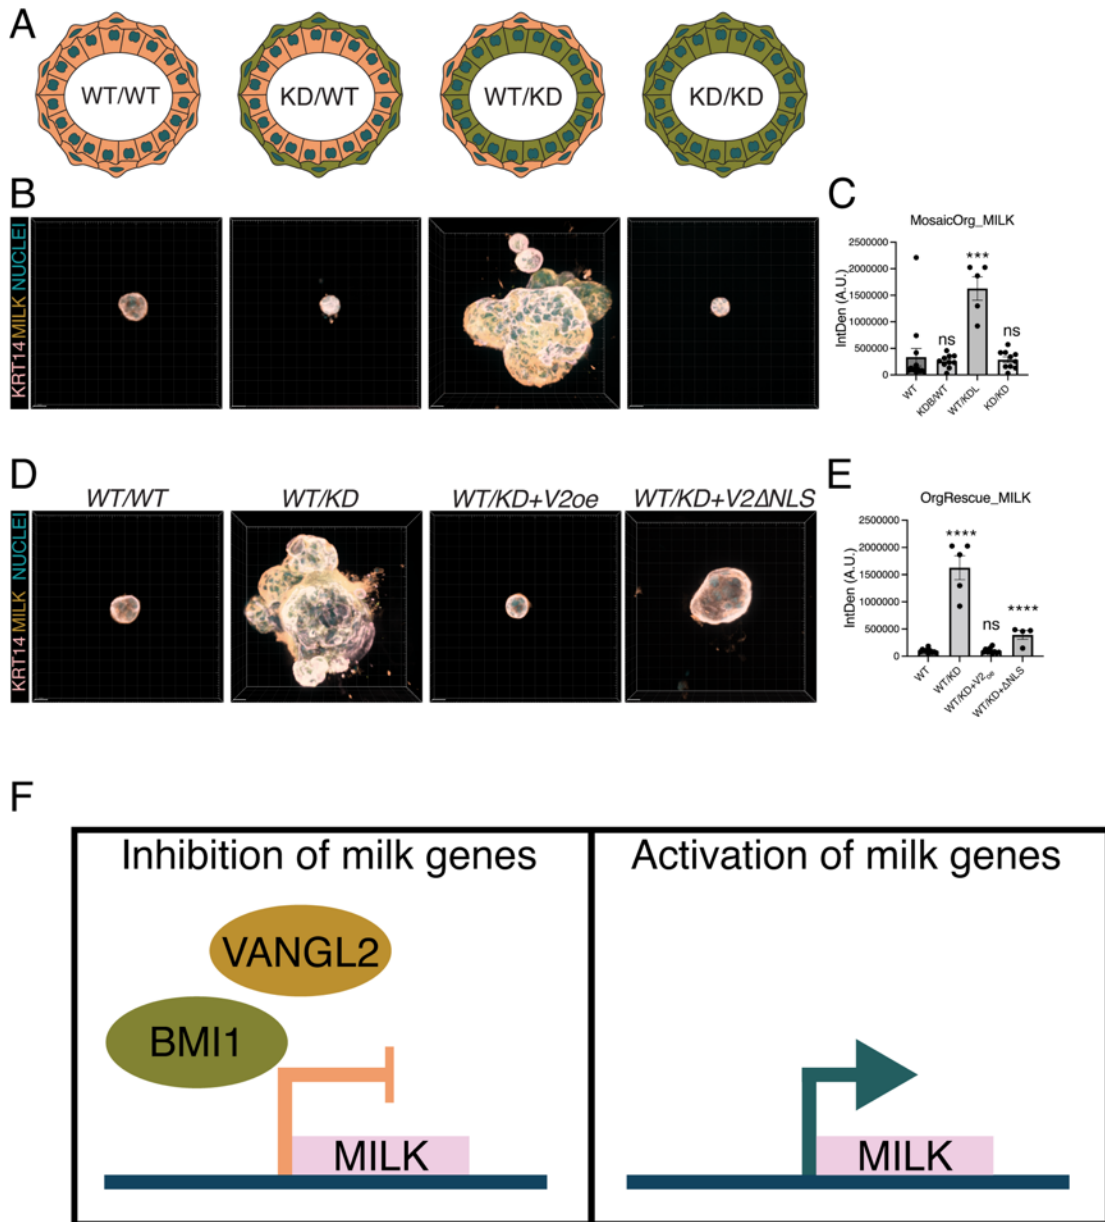 A
WT/WT
KD/WT
WT/KD
KD/KD
B
KRT14 MILK NUCLEI
C
MosaicOrg_MILK
IntDen (A.U.)
2500000
2000000
1500000
1000000
500000
0
ns
***
ns
WT
KDB/WT
WT/KDL
KD/KD
D
KRT14 MILK NUCLEI
WT/WT
WT/KD
WT/KD+V2oe
WT/KD+V2ΔNLS
E
OrgRescue_MILK
IntDen (A.U.)
2500000
2000000
1500000
1000000
500000
0
****
ns
****
WT
WT/KD
WT/KD+V2oe
WT/KD+ΔNLS
F
Inhibition of milk genes
VANGL2
BMI1
MILK
Activation of milk genes
MILK